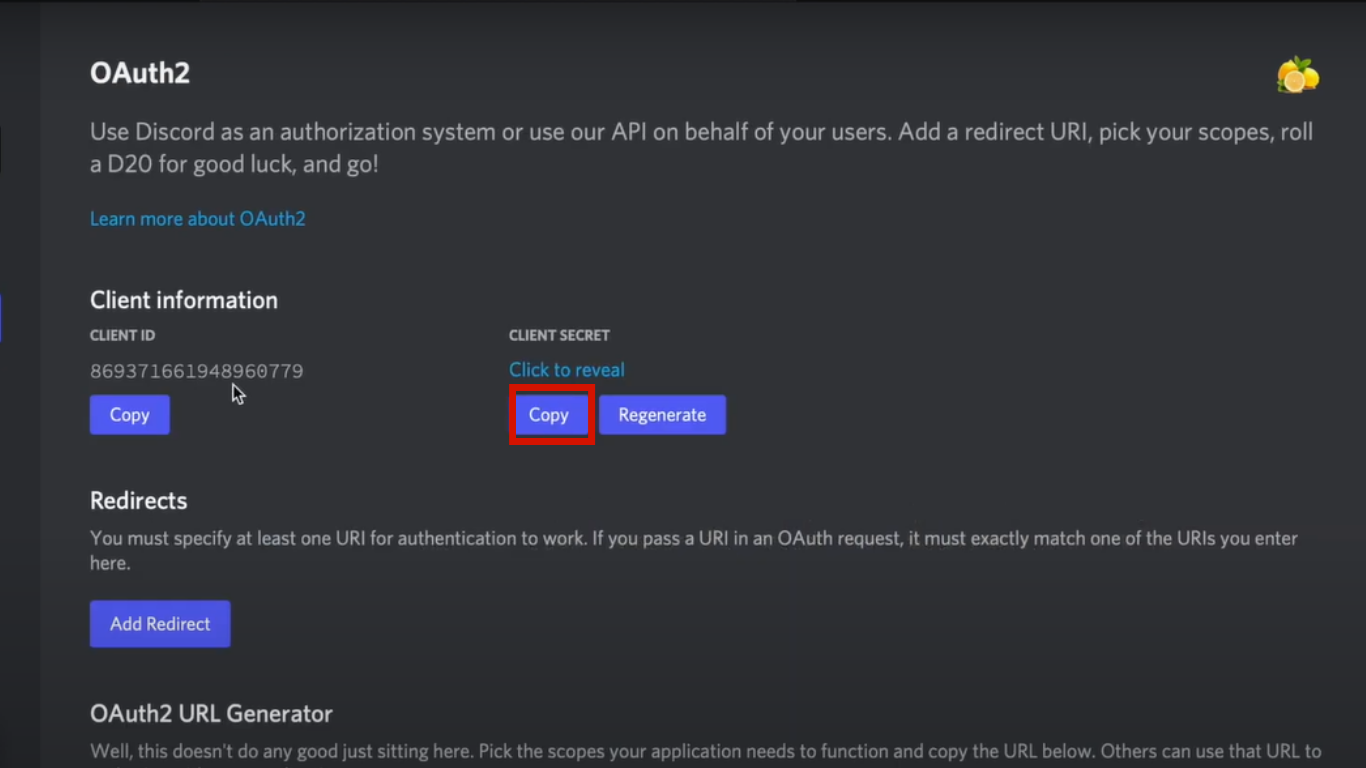 OAuth2
Use Discord as an authorization system or use our API on behalf of your users. Add a redirect URI, pick your scopes, roll
a D20 for good luck, and go!
Learn more about OAuth2
Client information
CLIENT ID
CLIENT SECRET
869371661948960779
Click to reveal
Copy
Copy
Regenerate
Redirects
You must specify at least one URI for authentication to work. If you pass a URI in an OAuth request, it must exactly match one of the URIs you enter
here.
Add Redirect
OAuth2 URL Generator
Well, this doesn't do any good just sitting here. Pick the scopes your application needs to function and copy the URL below. Others can use that URL to